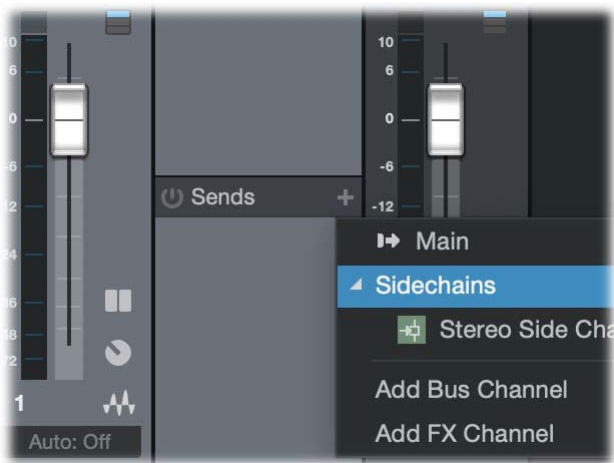 10
6
0
-6
12
24
36
48
72
1
Auto: Off
Sends +
10
6
0
-6
-12
Main
Sidechains
Stereo Side Cha
Add Bus Channel
Add FX Channel